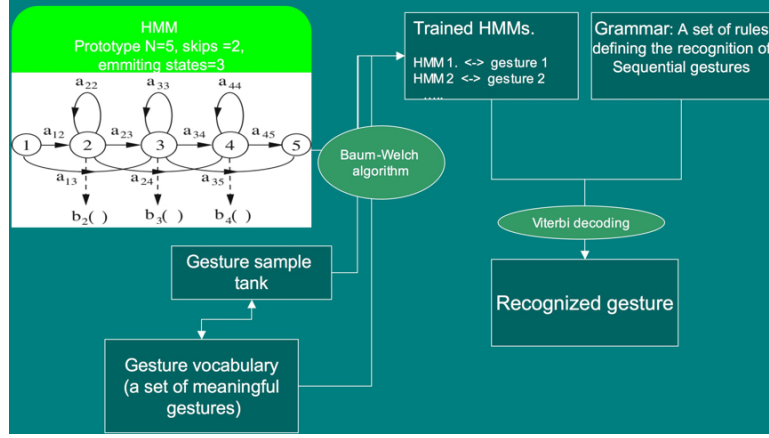 HMM
Prototype N=5, skips =2,
emmiting states=3
a22 a33 a44
1 a12 2 a23 3 a34 4 a45 5
a13 a24 a35
b2( ) b3( ) b4( )
Baum-Welch
algorithm
Trained HMMs.
HMM 1. <-> gesture 1
HMM 2 <-> gesture 2
.....
Grammar: A set of rules
defining the recognition of
Sequential gestures
Viterbi decoding
Gesture sample
tank
Recognized gesture
Gesture vocabulary
(a set of meaningful
gestures)